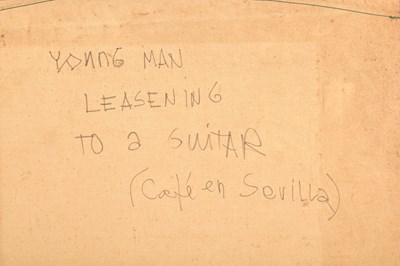 YOUNG MAN
LEASENING
TO a GUITAR
(Café en Sevilla)